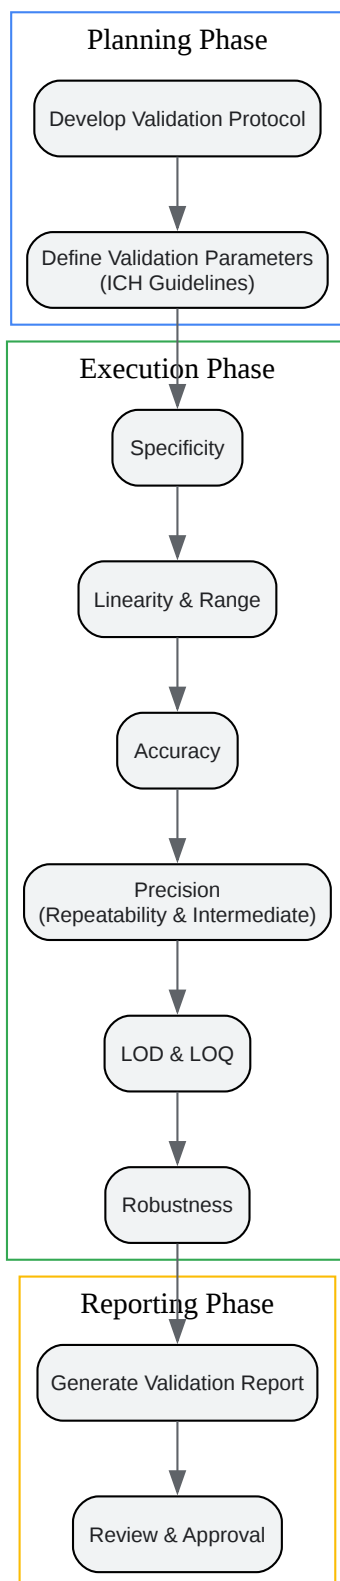 Planning Phase
Develop Validation Protocol
Define Validation Parameters
(ICH Guidelines)
Execution Phase
Specificity
Linearity & Range
Accuracy
Precision
(Repeatability & Intermediate)
LOD & LOQ
Robustness
Reporting Phase
Generate Validation Report
Review & Approval